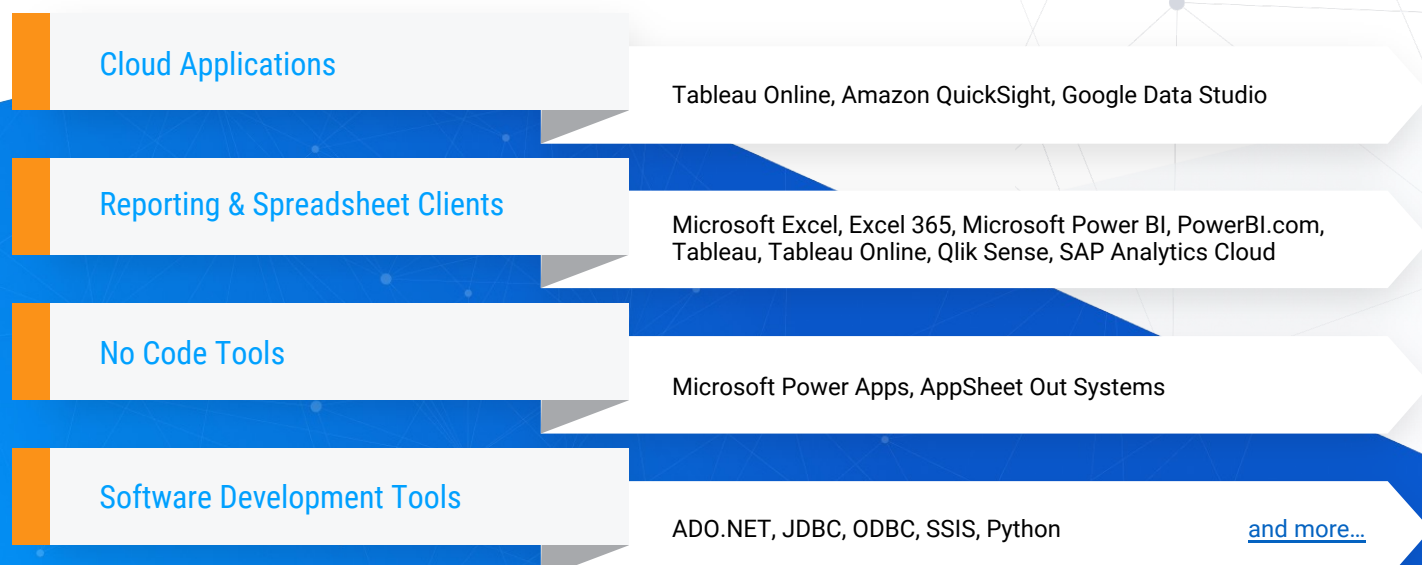 Cloud Applications
Tableau Online, Amazon QuickSight, Google Data Studio
Reporting & Spreadsheet Clients
Microsoft Excel, Excel 365, Microsoft Power BI, PowerBI.com,
Tableau, Tableau Online, Qlik Sense, SAP Analytics Cloud
No Code Tools
Microsoft Power Apps, AppSheet Out Systems
Software Development Tools
ADO.NET, JDBC, ODBC, SSIS, Python and more...